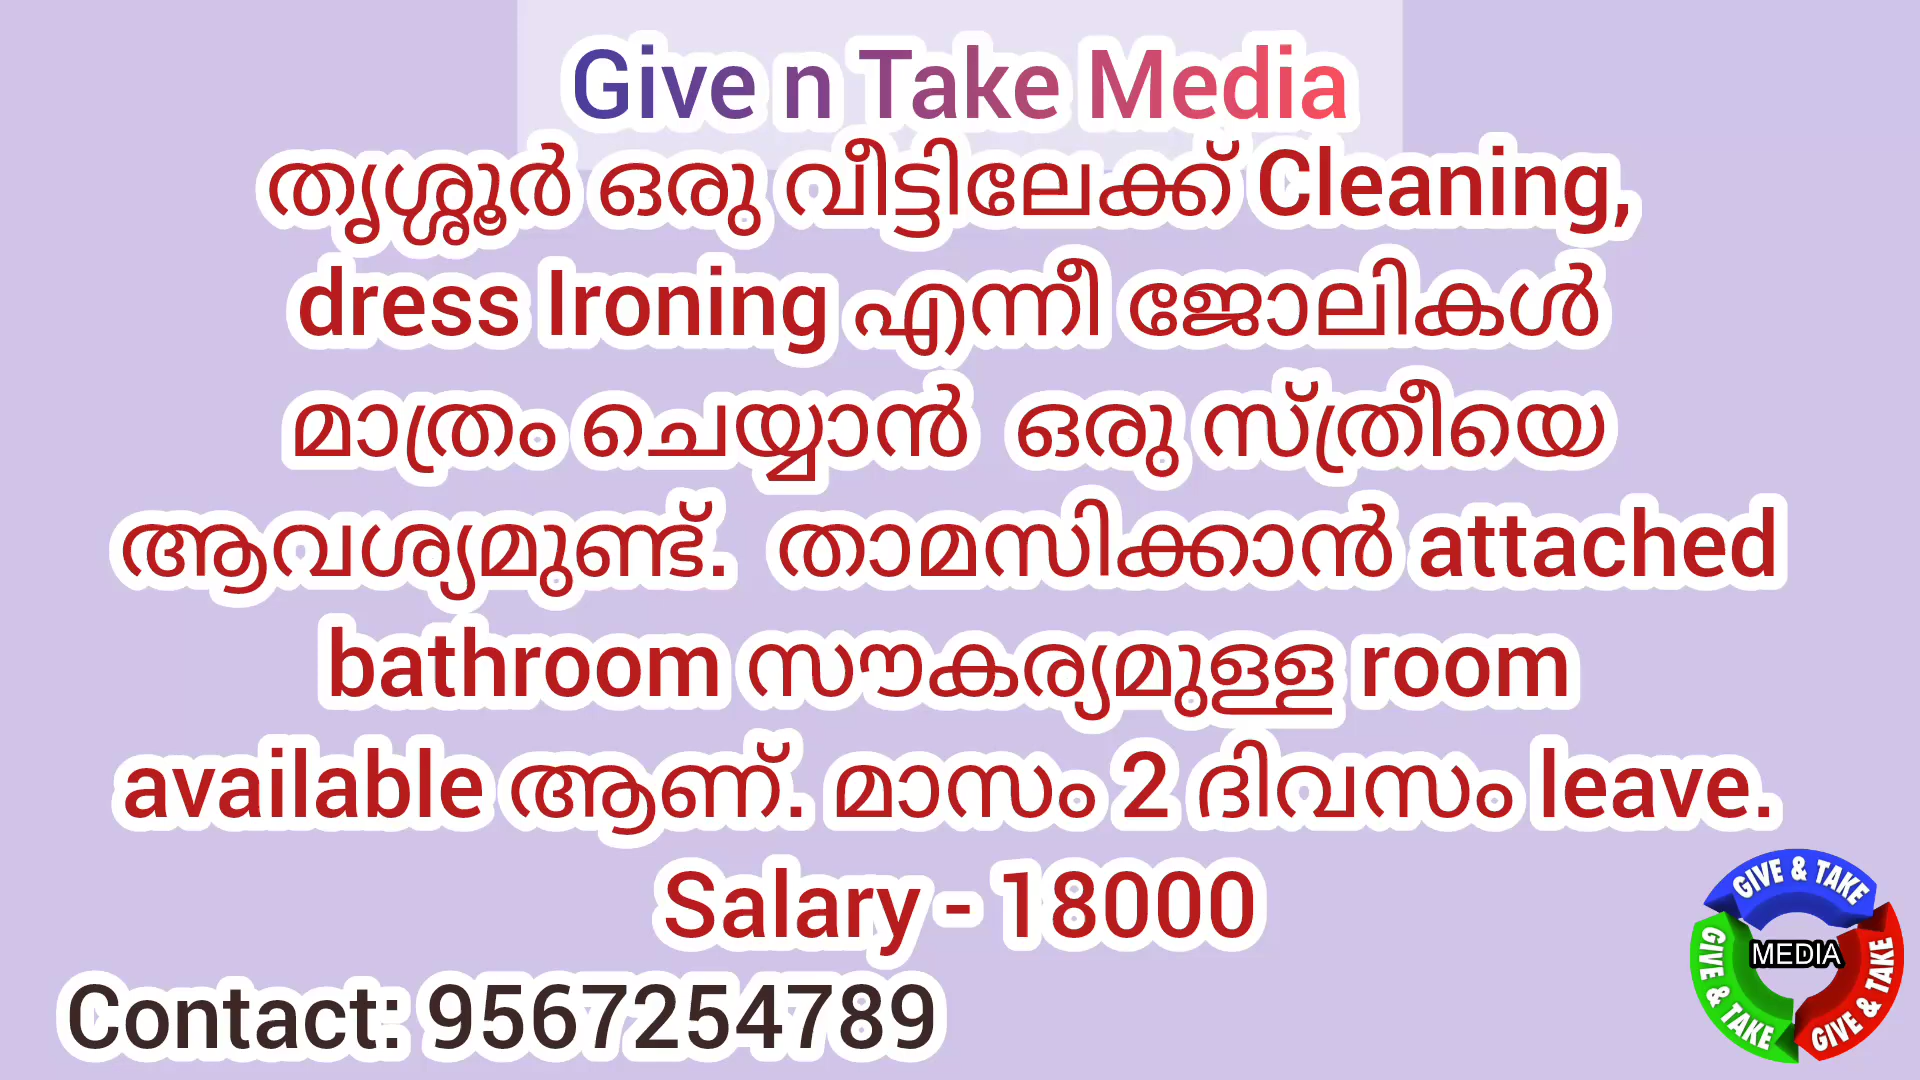 Give n Take Media
തൃശ്ശൂർ ഒരു വീട്ടിലേക്ക് Cleaning,
dress Ironing എന്നീ ജോലികൾ
മാത്രം ചെയ്യാൻ ഒരു സ്ത്രീയെ
ആവശ്യമുണ്ട്. താമസിക്കാൻ attached
bathroom സൗകര്യമുള്ള room
available ആണ്. മാസം 2 ദിവസം leave.
Salary - 18000
Contact: 9567254789
GIVE & TAKE
GIVE & TAKE
MEDIA
GIVE & TAKE